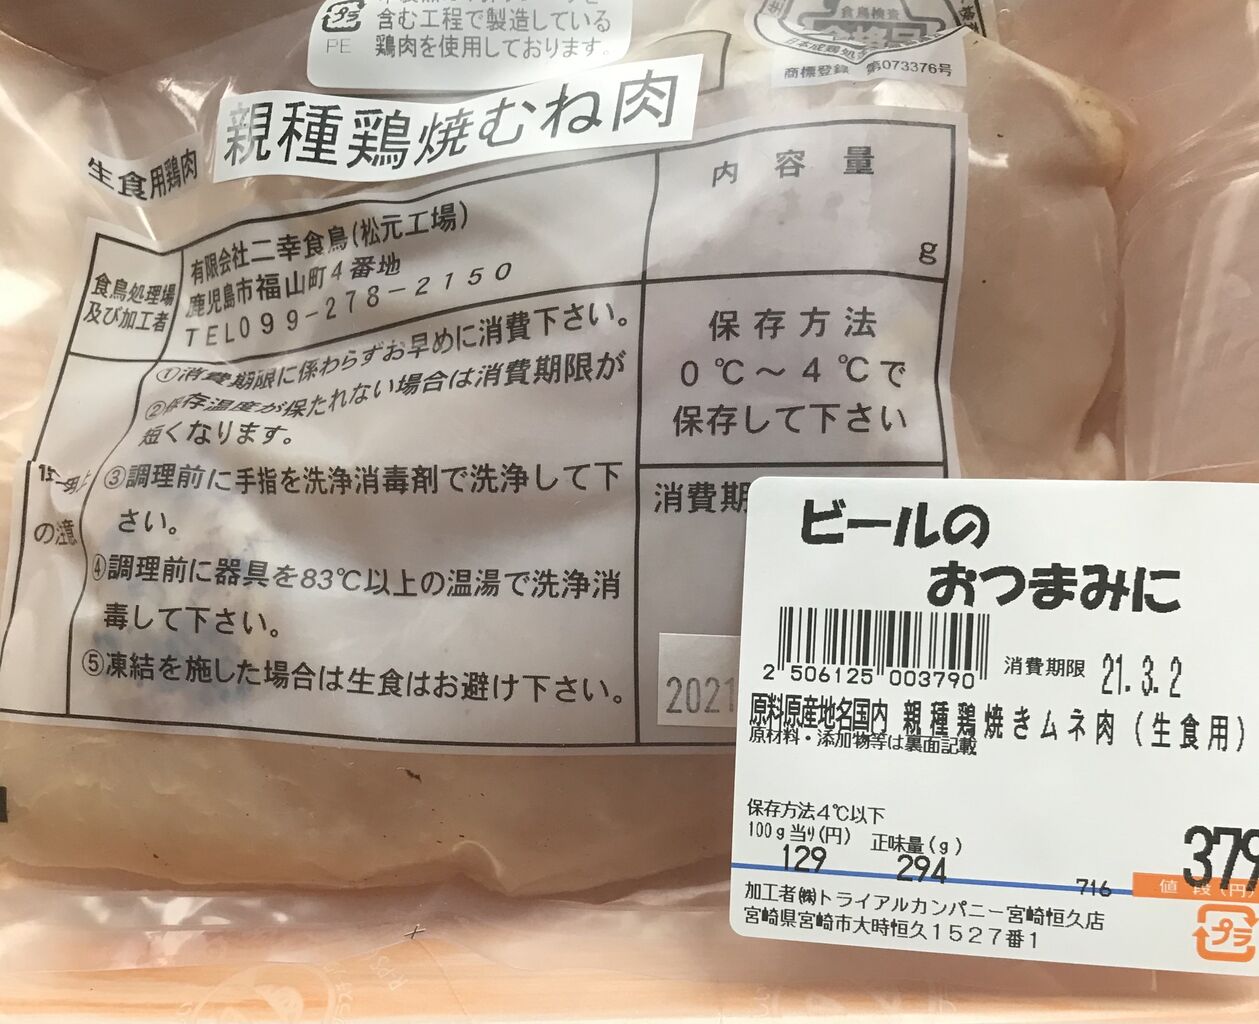 含む工程で製造している
鶏肉を使用しております。
PE
プラ
食鳥検査
合格品
商標登録 第073376号
親種鶏焼むね肉
生食用鶏肉
食鳥処理場
及び加工者
有限会社二幸食鳥(松元工場)
鹿児島市福山町4番地
TEL099-278-2150
内容量
g
①消費期限に係わらずお早めに消費下さい。
②保存温度が保たれない場合は消費期限が
短くなります。
③調理前に手指を洗浄消毒剤で洗浄して下
さい。
④調理前に器具を83℃以上の温湯で洗浄消
毒して下さい。
⑤凍結を施した場合は生食はお避け下さい。
の注意
保存方法
0℃~4℃で
保存して下さい
消費期
2021
ビールの
おつまみに
2 506125 003790
消費期限 21.3.2
原料原産地名国内 親種鶏焼きムネ肉(生食用)
原材料・添加物等は裏面記載
保存方法4℃以下
100g当り(円) 正味量(g)
129 294
716
値段(円)
379
加工者㈱トライアルカンパニー宮崎恒久店
宮崎県宮崎市大時恒久1527番1
プラ